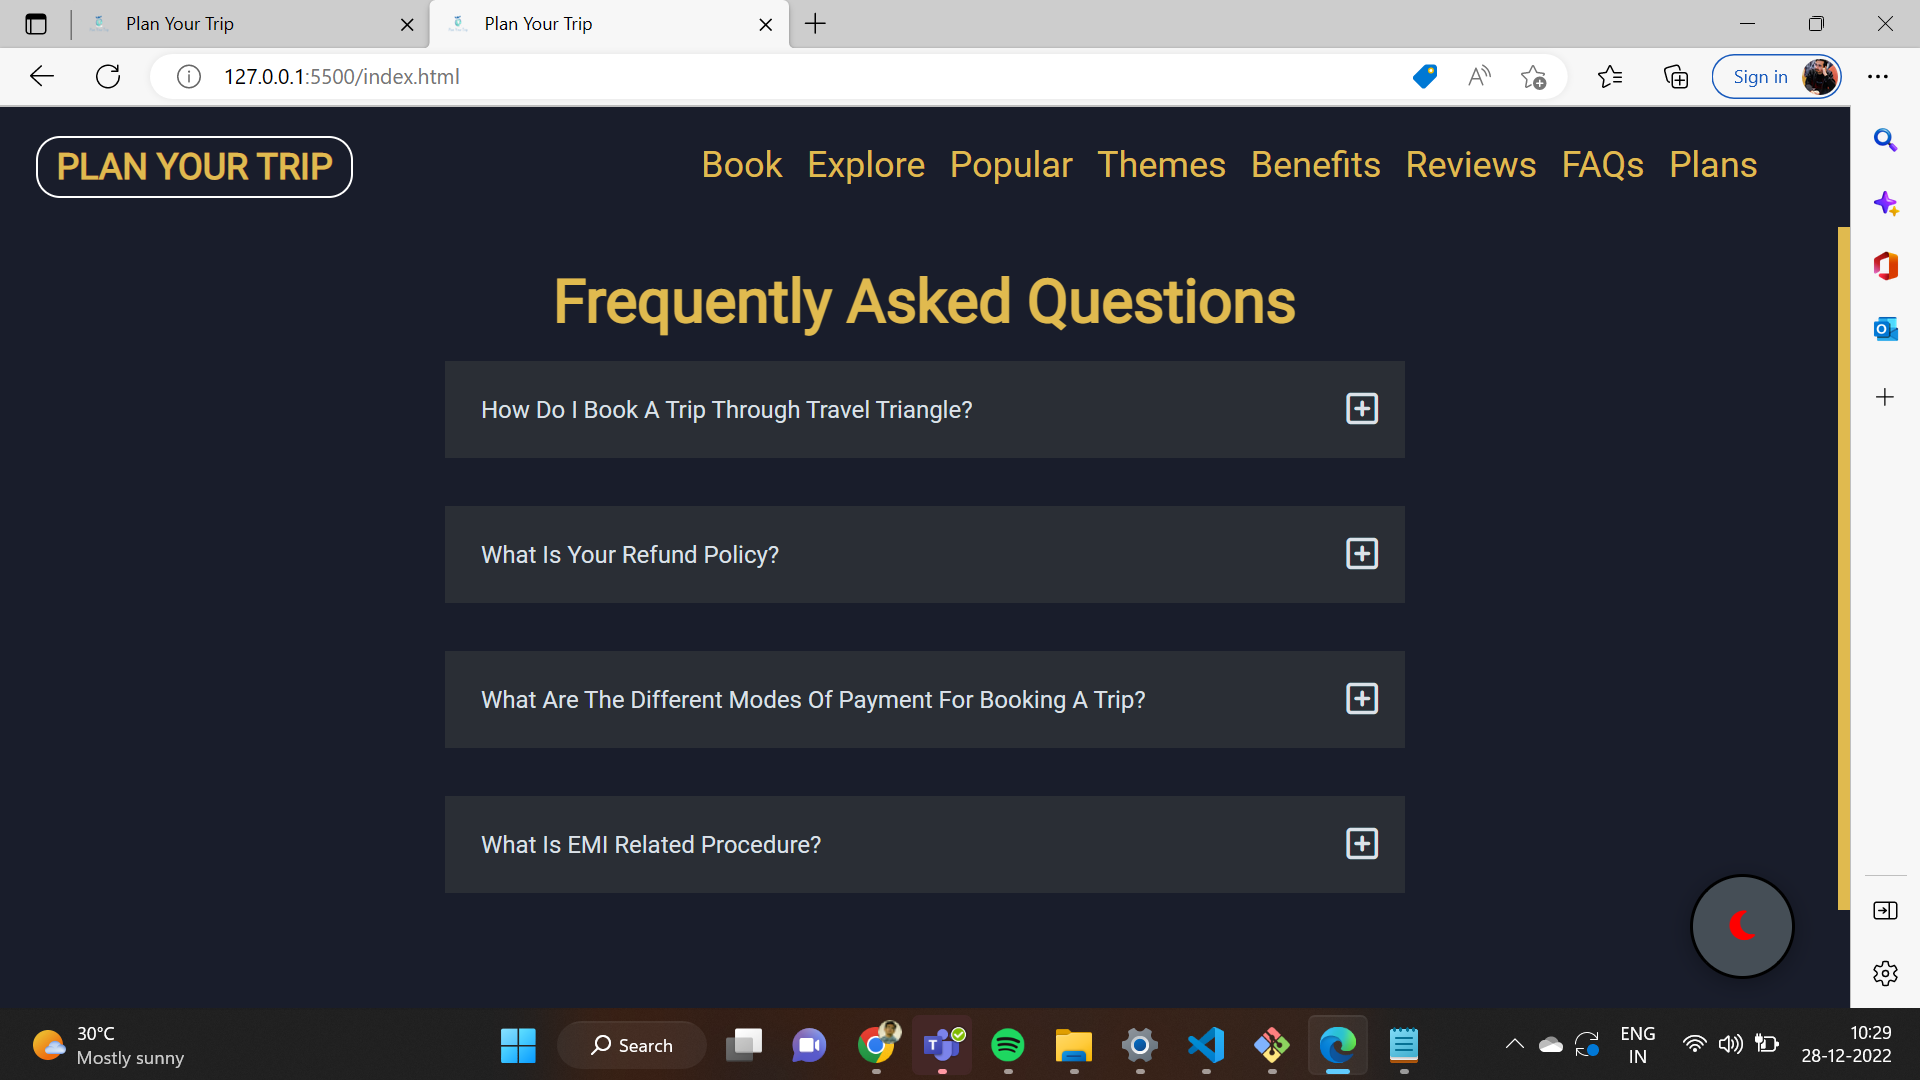 Plan Your Trip
Plan Your Trip
127.0.0.1:5500/index.html
Sign in
PLAN YOUR TRIP
Book Explore Popular Themes Benefits Reviews FAQs Plans
Frequently Asked Questions
How Do I Book A Trip Through Travel Triangle?
What Is Your Refund Policy?
What Are The Different Modes Of Payment For Booking A Trip?
What Is EMI Related Procedure?
30°C
Mostly sunny
Search
ENG
IN
10:29
28-12-2022